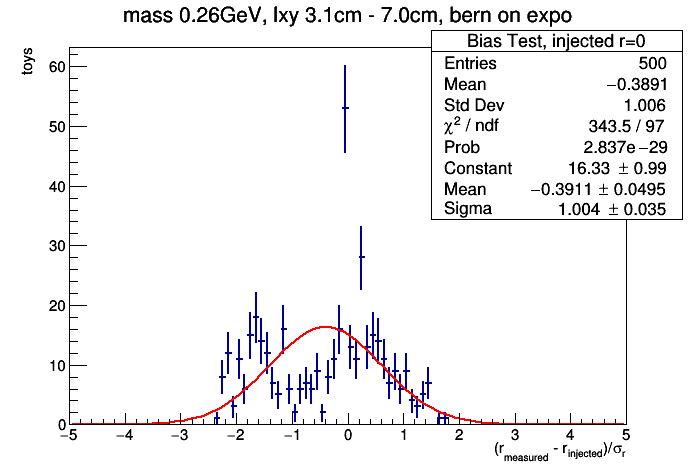 mass 0.26GeV, lxy 3.1cm - 7.0cm, bern on expo
Bias Test, injected r=0
Entries 500
Mean −0.3891
Std Dev 1.006
χ² / ndf 343.5 / 97
Prob 2.837e−29
Constant 16.33 ± 0.99
Mean −0.3911 ± 0.0495
Sigma 1.004 ± 0.035
toys
60
50
40
30
20
10
0
−5 −4 −3 −2 −1 0 1 2 3 4 5
(r_measured - r_injected)/σ_r